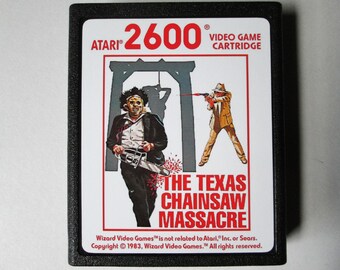 ATARI® 2600® VIDEO GAME
CARTRIDGE
THE TEXAS
CHAINSAW
MASSACRE
Wizard Video Games™ is not related to Atari, Inc. or Sears.
Copyright © 1983, Wizard Video Games.™ All rights reserved.